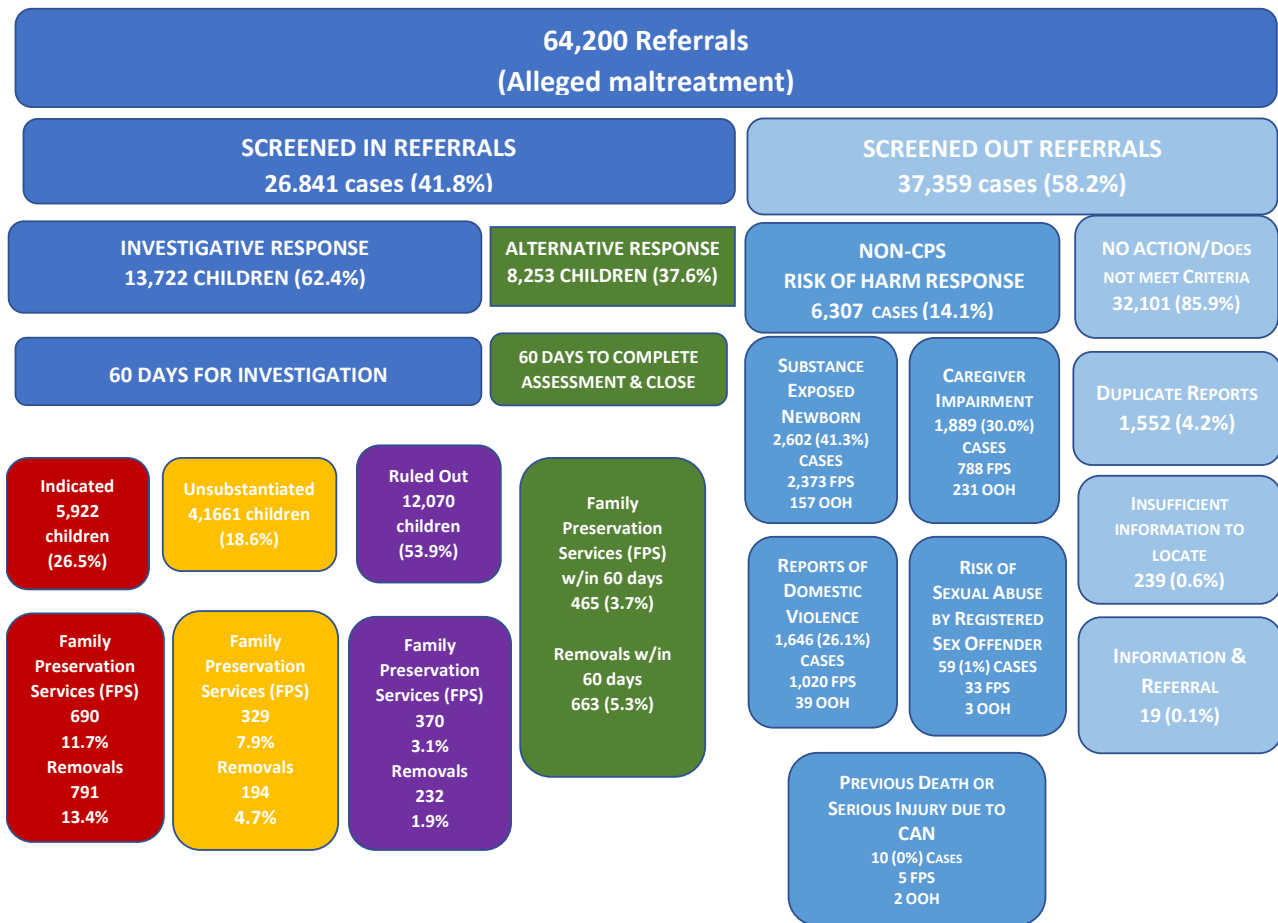 64,200 Referrals
(Alleged maltreatment)
SCREENED IN REFERRALS
26.841 cases (41.8%)
SCREENED OUT REFERRALS
37,359 cases (58.2%)
INVESTIGATIVE RESPONSE
13,722 CHILDREN (62.4%)
ALTERNATIVE RESPONSE
8,253 CHILDREN (37.6%)
NON-CPS
RISK OF HARM RESPONSE
6,307 CASES (14.1%)
NO ACTION/DOES
NOT MEET CRITERIA
32,101 (85.9%)
60 DAYS FOR INVESTIGATION
60 DAYS TO COMPLETE
ASSESSMENT & CLOSE
SUBSTANCE
EXPOSED
NEWBORN
2,602 (41.3%)
CASES
2,373 FPS
157 OOH
CAREGIVER
IMPAIRMENT
1,889 (30.0%)
CASES
788 FPS
231 OOH
DUPLICATE REPORTS
1,552 (4.2%)
Indicated
5,922
children
(26.5%)
Unsubstantiated
4,1661 children
(18.6%)
Ruled Out
12,070
children
(53.9%)
Family
Preservation
Services (FPS)
w/in 60 days
465 (3.7%)
Removals w/in
60 days
663 (5.3%)
INSUFFICIENT
INFORMATION TO
LOCATE
239 (0.6%)
REPORTS OF
DOMESTIC
VIOLENCE
1,646 (26.1%)
CASES
1,020 FPS
39 OOH
RISK OF
SEXUAL ABUSE
BY REGISTERED
SEX OFFENDER
59 (1%) CASES
33 FPS
3 OOH
INFORMATION &
REFERRAL
19 (0.1%)
Family
Preservation
Services (FPS)
690
11.7%
Removals
791
13.4%
Family
Preservation
Services (FPS)
329
7.9%
Removals
194
4.7%
Family
Preservation
Services (FPS)
370
3.1%
Removals
232
1.9%
PREVIOUS DEATH OR
SERIOUS INJURY DUE TO
CAN
10 (0%) CASES
5 FPS
2 OOH